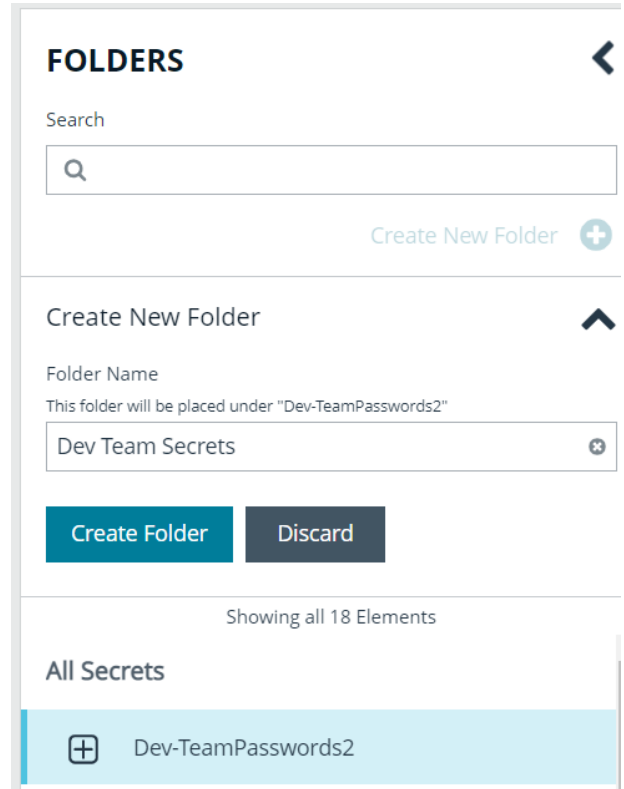 FOLDERS
Search
Create New Folder
Create New Folder
Folder Name
This folder will be placed under "Dev-TeamPasswords2"
Dev Team Secrets
Create Folder Discard
Showing all 18 Elements
All Secrets
Dev-TeamPasswords2